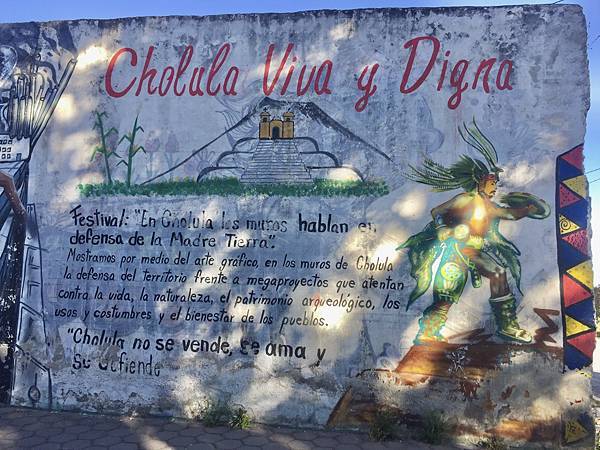 Cholula Viva y Digna
Festival: "En Cholula los muros hablan en
defensa de la Madre Tierra".
Mostramos por medio del arte gráfico, en los muros de Cholula
la defensa del territorio frente a megaproyectos que atentan
contra la vida, la naturaleza, el patrimonio arqueológico, los
usos y costumbres y el bienestar de los pueblos.
"Cholula no se vende, se ama y
se defiende